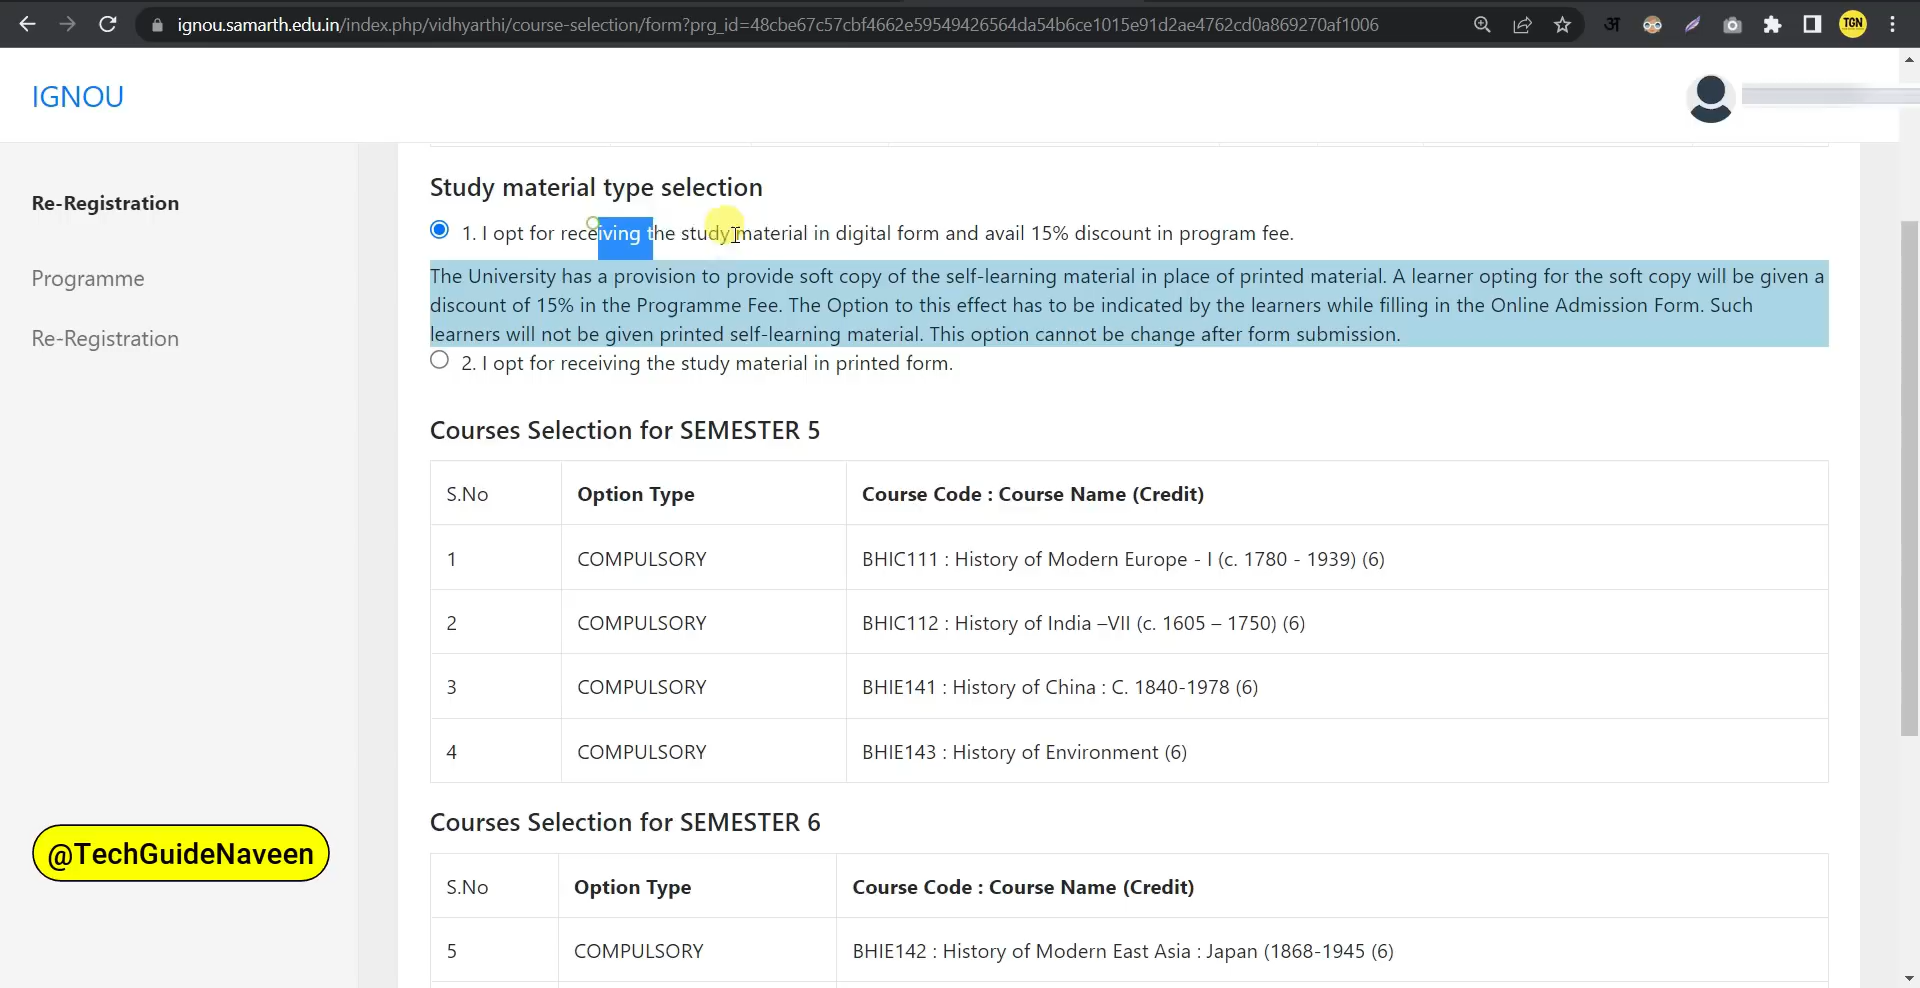 ignou.samarth.edu.in/index.php/vidhyarthi/course-selection/form?prg_id=48cbe67c57cbf4662e59549426564da54b6ce1015e91d2ae4762cd0a869270af1006
अ
TGN
IGNOU
Re-Registration
Programme
Re-Registration
@TechGuideNaveen
Study material type selection
1. I opt for receiving the study material in digital form and avail 15% discount in program fee.
The University has a provision to provide soft copy of the self-learning material in place of printed material. A learner opting for the soft copy will be given a
discount of 15% in the Programme Fee. The Option to this effect has to be indicated by the learners while filling in the Online Admission Form. Such
learners will not be given printed self-learning material. This option cannot be change after form submission.
2. I opt for receiving the study material in printed form.
Courses Selection for SEMESTER 5
S.No Option Type Course Code : Course Name (Credit)
1 COMPULSORY BHIC111 : History of Modern Europe - I (c. 1780 - 1939) (6)
2 COMPULSORY BHIC112 : History of India –VII (c. 1605 – 1750) (6)
3 COMPULSORY BHIE141 : History of China : C. 1840-1978 (6)
4 COMPULSORY BHIE143 : History of Environment (6)
Courses Selection for SEMESTER 6
S.No Option Type Course Code : Course Name (Credit)
5 COMPULSORY BHIE142 : History of Modern East Asia : Japan (1868-1945 (6)